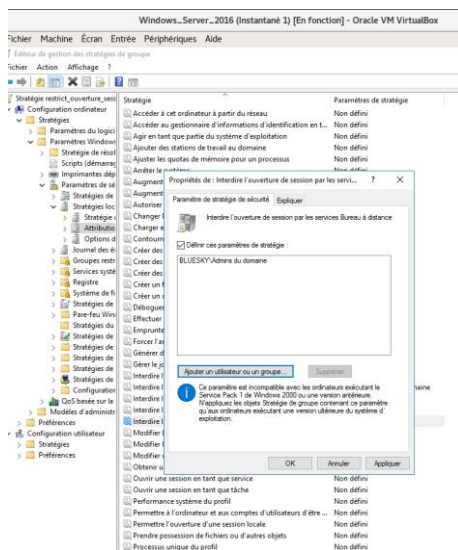 Windows_Server_2016 (Instantané 1) [En fonction] - Oracle VM VirtualBox
Fichier Machine Écran Entrée Périphériques Aide
Éditeur de gestion des stratégies de groupe
Fichier Action Affichage ?
Stratégie restrict_ouverture_sess
Configuration ordinateur
Stratégies
Paramètres du logici
Paramètres Windows
Stratégie de résol
Scripts (démarrag
Imprimantes dép
Paramètres de sé
Stratégies de
Stratégies loc
Stratégie
Attributio
Options d
Journal des é
Groupes restr
Services systè
Registre
Système de fi
Stratégies de
Pare-feu Win
Stratégies du
Stratégies de
Stratégies de
Stratégies de
Stratégies de
Configuration
QoS basée sur la
Modèles d'administr
Préférences
Configuration utilisateur
Stratégies
Préférences
Stratégie Paramètres de stratégie
Accéder à cet ordinateur à partir du réseau Non défini
Accéder au gestionnaire d'informations d'identification en t... Non défini
Agir en tant que partie du système d'exploitation Non défini
Ajouter des stations de travail au domaine Non défini
Ajuster les quotas de mémoire pour un processus Non défini
Arrêter le système Non défini
Augment
Augment
Autoriser
Changer l
Charger e
Contourn
Créer des
Créer des
Créer des
Créer un f
Créer un
Déboguer
Effectuer
Emprunte
Forcer l'a
Générer d
Gérer le jo
Interdire l
Interdire l
maine
Interdire l
Interdire l
Interdire l
Modifier l
Modifier l
Modifier
Obtenir u
Ouvrir une session en tant que service Non défini
Ouvrir une session en tant que tâche Non défini
Performance système du profil Non défini
Permettre à l'ordinateur et aux comptes d'utilisateurs d'être ... Non défini
Permettre l'ouverture d'une session locale Non défini
Prendre possession de fichiers ou d'autres objets Non défini
Processus unique du profil Non défini
Propriétés de : Interdire l'ouverture de session par les servi... ? ×
Paramètre de stratégie de sécurité Expliquer
Interdire l'ouverture de session par les services Bureau à distance
Définir ces paramètres de stratégie :
BLUESKY\Admins du domaine
Ajouter un utilisateur ou un groupe... Supprimer
Ce paramètre est incompatible avec les ordinateurs exécutant le
Service Pack 1 de Windows 2000 ou une version antérieure.
N'appliquez les objets Stratégie de groupe contenant ce paramètre
qu'aux ordinateurs exécutant une version ultérieure du système d'
exploitation.
OK Annuler Appliquer